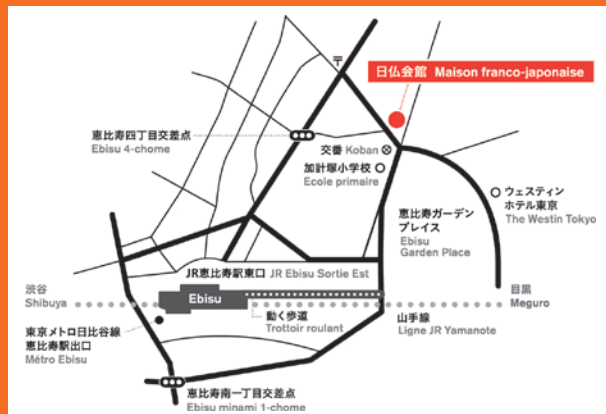 〒
日仏会館 Maison franco-japonaise
恵比寿四丁目交差点
Ebisu 4-chome
交番 Koban
加計塚小学校
Ecole primaire
ウェスティン
ホテル東京
The Westin Tokyo
恵比寿ガーデン
プレイス
Ebisu
Garden Place
JR恵比寿駅東口 JR Ebisu Sortie Est
渋谷
Shibuya
Ebisu
目黒
Meguro
動く歩道
Trottoir roulant
山手線
Ligne JR Yamanote
東京メトロ日比谷線
恵比寿駅出口
Métro Ebisu
恵比寿南一丁目交差点
Ebisu minami 1-chome